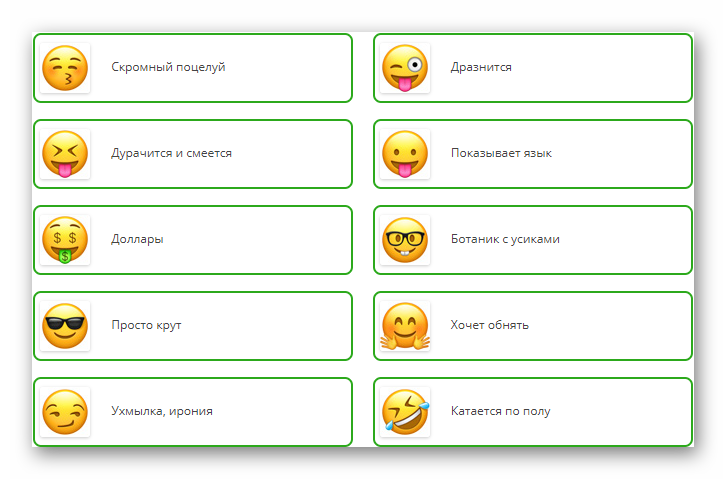 Скромный поцелуй
Дразнится
Дурачится и смеется
Показывает язык
Доллары
Ботаник с усиками
Просто крут
Хочет обнять
Ухмылка, ирония
Катается по полу